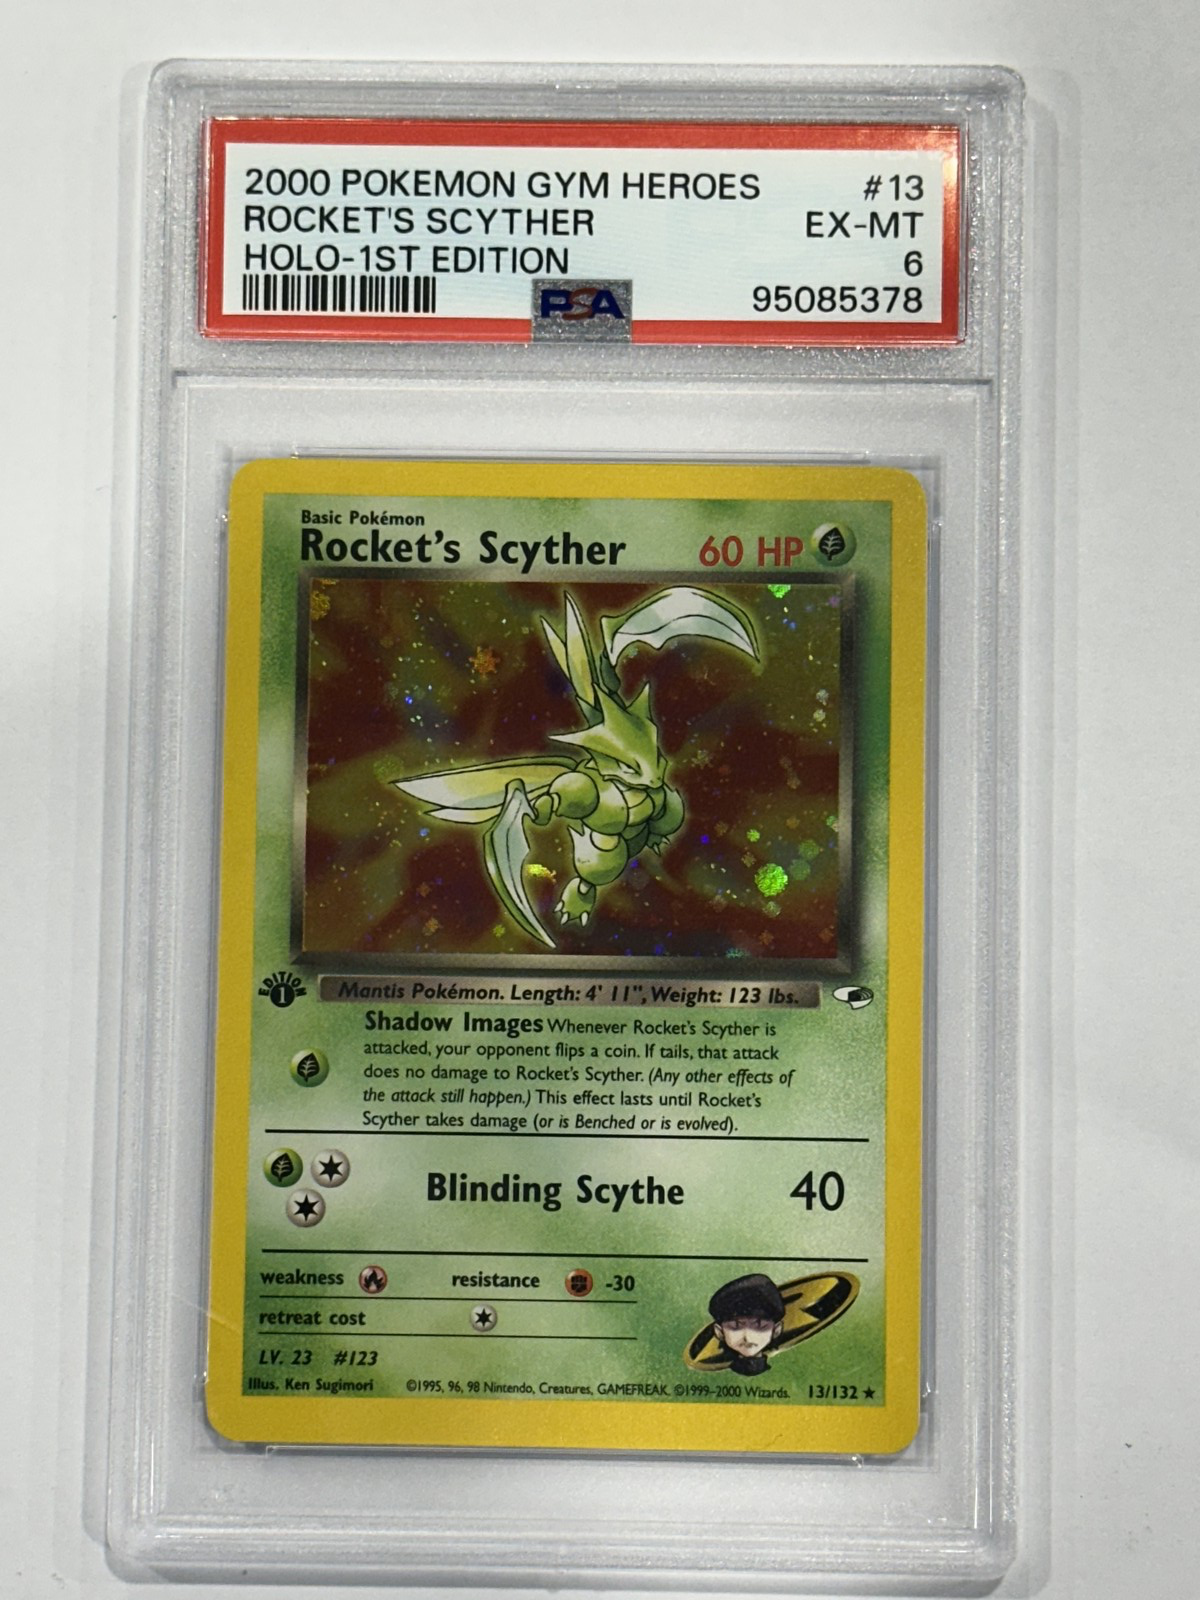 2000 POKEMON GYM HEROES #13
ROCKET'S SCYTHER EX-MT
HOLO-1ST EDITION 6
PSA 95085378
Basic Pokémon
Rocket's Scyther 60 HP
EDITION 1
Mantis Pokémon. Length: 4' 11", Weight: 123 lbs.
Shadow Images Whenever Rocket's Scyther is
attacked, your opponent flips a coin. If tails, that attack
does no damage to Rocket's Scyther. (Any other effects of
the attack still happen.) This effect lasts until Rocket's
Scyther takes damage (or is Benched or is evolved).
Blinding Scythe 40
weakness resistance -30
retreat cost
LV. 23 #123
Illus. Ken Sugimori ©1995, 96, 98 Nintendo, Creatures, GAMEFREAK. ©1999-2000 Wizards. 13/132 ★